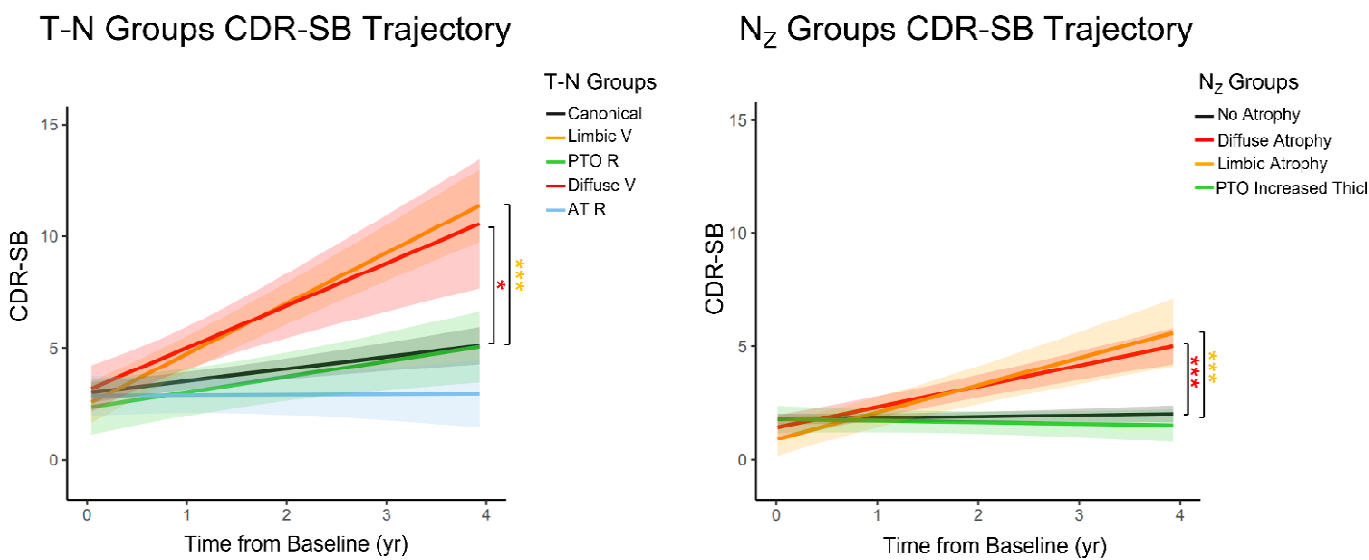 T-N Groups CDR-SB Trajectory
T-N Groups
Canonical
Limbic V
PTO R
Diffuse V
AT R
CDR-SB
15
10
5
0
*
***
0 1 2 3 4
Time from Baseline (yr)
NZ Groups CDR-SB Trajectory
NZ Groups
No Atrophy
Diffuse Atrophy
Limbic Atrophy
PTO Increased Thicl
CDR-SB
15
10
5
0
***
***
0 1 2 3 4
Time from Baseline (yr)